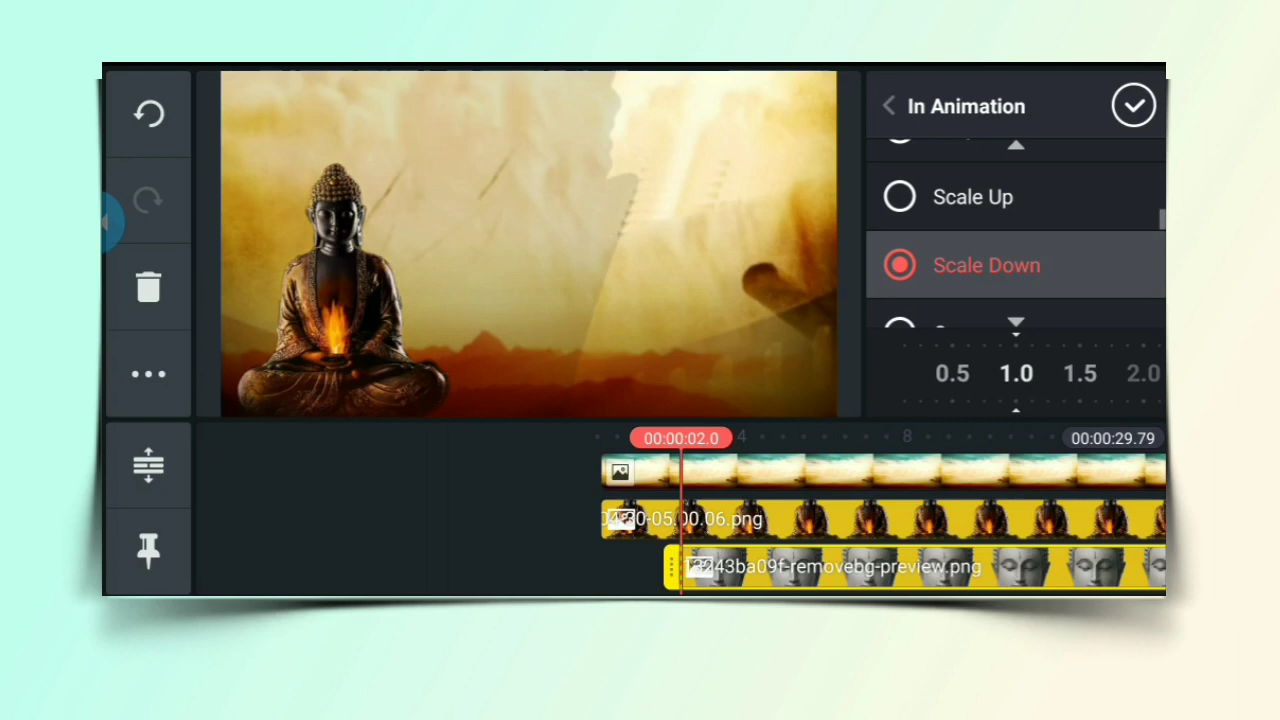 In Animation
Scale Up
Scale Down
0.5 1.0 1.5 2.0
00:00:02.0 4 8 00:00:29.79
04:30-05,00.06.png
13243ba09f-removebg-preview.png